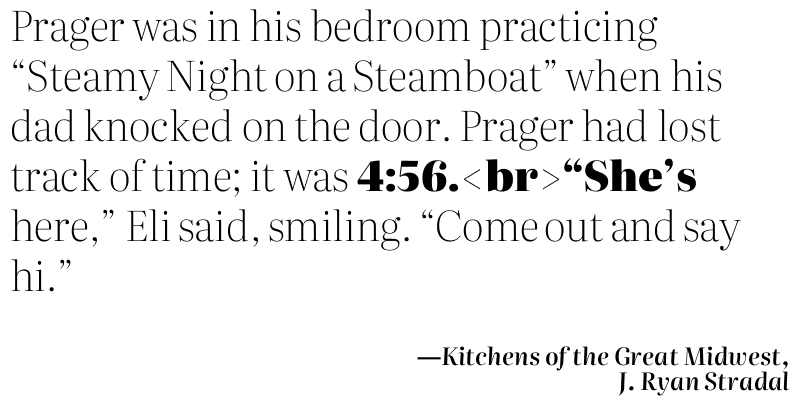 Prager was in his bedroom practicing
“Steamy Night on a Steamboat” when his
dad knocked on the door. Prager had lost
track of time; it was 4:56.<br>“She’s
here,” Eli said, smiling. “Come out and say
hi.”
—Kitchens of the Great Midwest,
J. Ryan Stradal